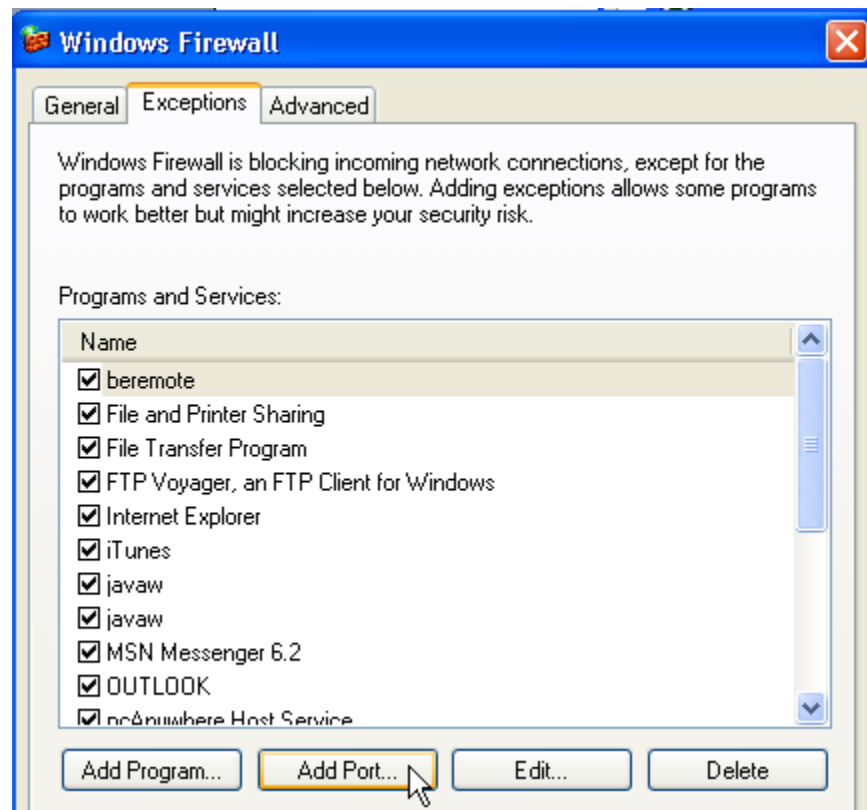 Windows Firewall
General Exceptions Advanced
Windows Firewall is blocking incoming network connections, except for the
programs and services selected below. Adding exceptions allows some programs
to work better but might increase your security risk.
Programs and Services:
Name
beremote
File and Printer Sharing
File Transfer Program
FTP Voyager, an FTP Client for Windows
Internet Explorer
iTunes
javaw
javaw
MSN Messenger 6.2
OUTLOOK
pcAnywhere Host Service
Add Program... Add Port... Edit... Delete